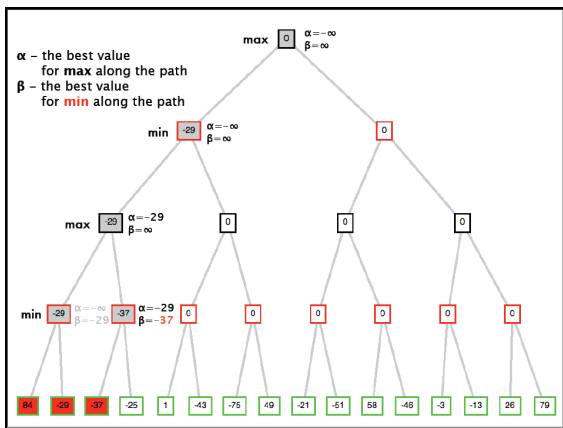 max 0 α=−∞
β=∞
α – the best value
for max along the path
β – the best value
for min along the path
min -29 α=−∞ 0
β=∞
max -29 α=-29 0 0 0
β=∞
min -29 α=−∞ -37 α=-29 0 0 0 0 0 0
β=-29 β=-37
84 -29 -37 -25 1 -43 -75 49 -21 -51 58 -46 -3 -13 26 79